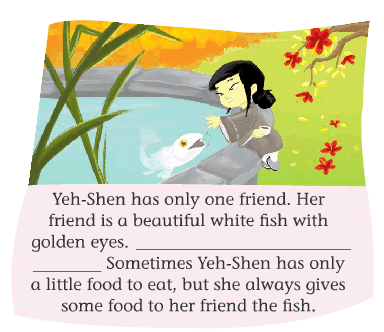 Yeh-Shen has only one friend. Her
friend is a beautiful white fish with
golden eyes. ______________________
________ Sometimes Yeh-Shen has only
a little food to eat, but she always gives
some food to her friend the fish.